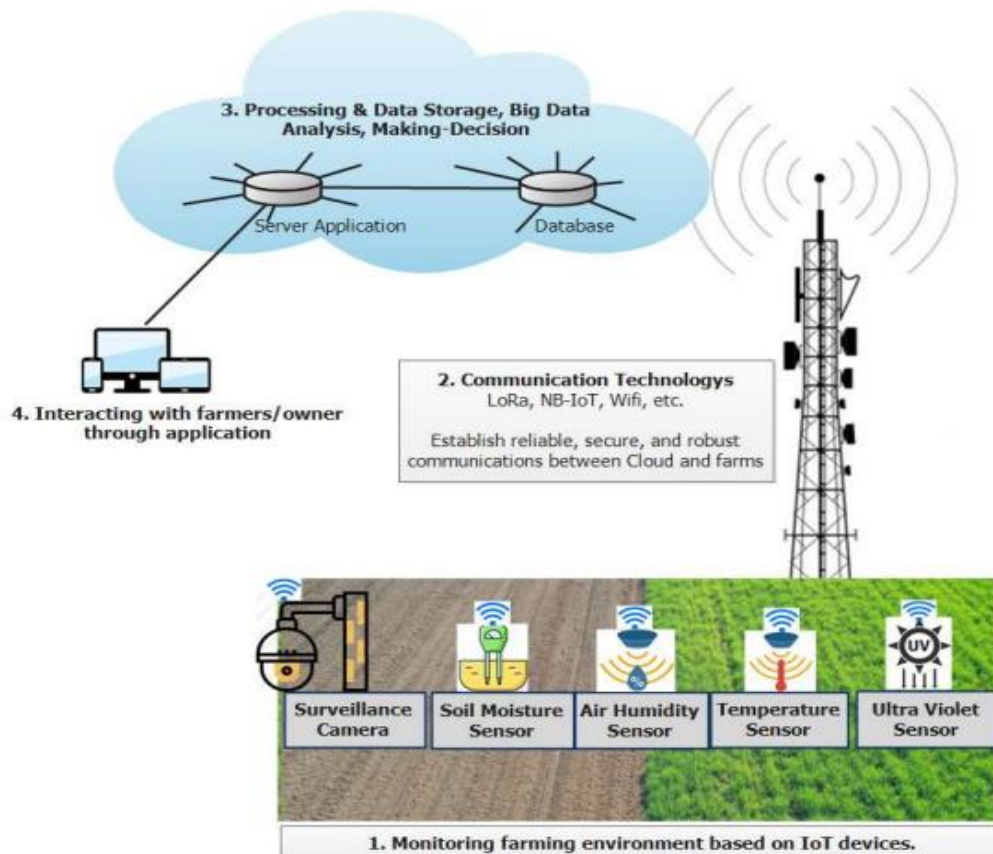 3. Processing & Data Storage, Big Data
Analysis, Making-Decision
Server Application
Database
2. Communication Technologys
LoRa, NB-IoT, Wifi, etc.
Establish reliable, secure, and robust
communications between Cloud and farms
4. Interacting with farmers/owner
through application
UV
%
Surveillance
Camera
Soil Moisture
Sensor
Air Humidity
Sensor
Temperature
Sensor
Ultra Violet
Sensor
1. Monitoring farming environment based on IoT devices.